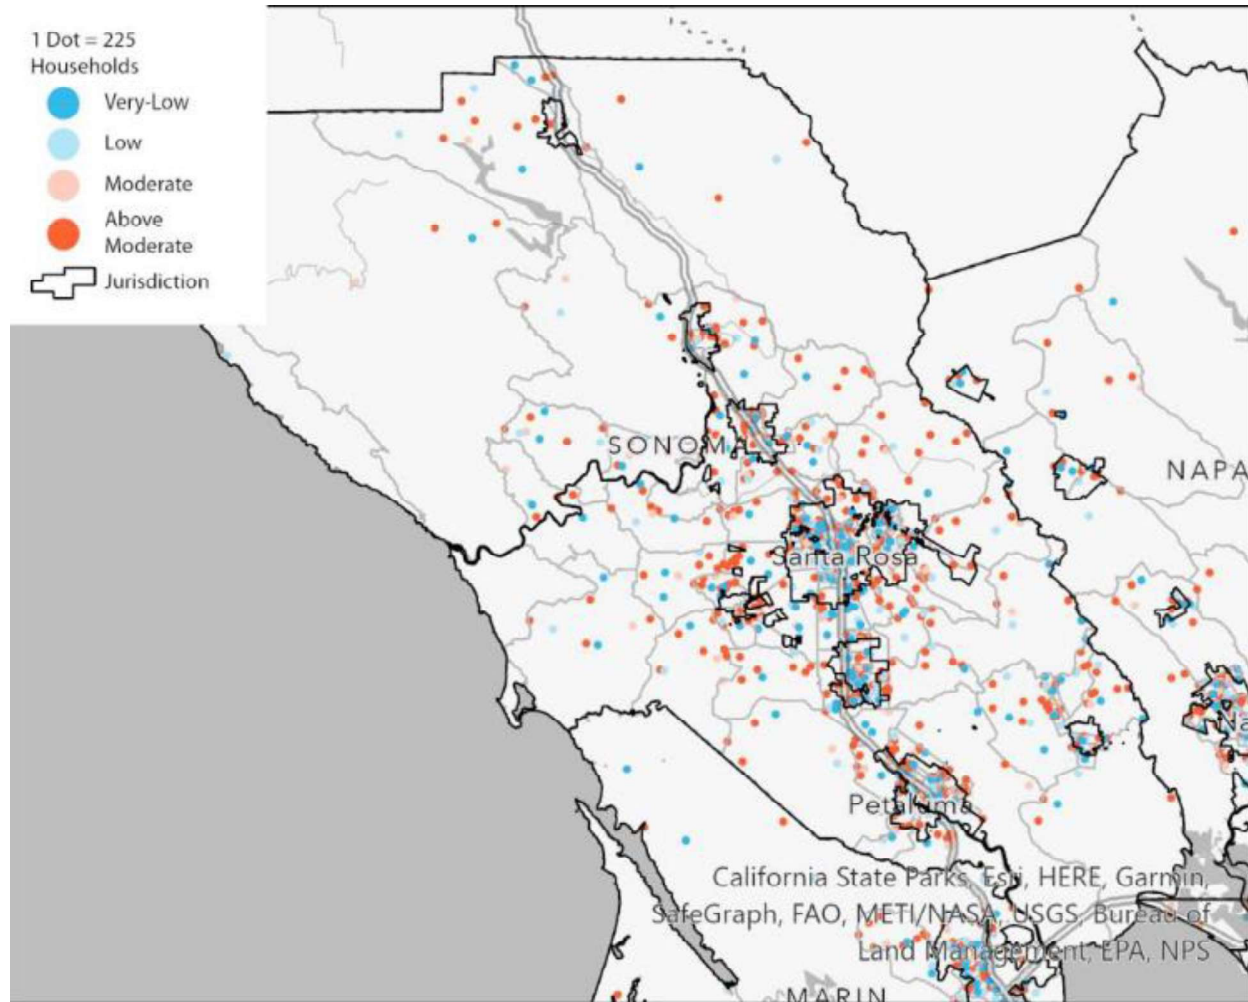 1 Dot = 225
Households
Very-Low
Low
Moderate
Above
Moderate
Jurisdiction
SONOMA
NAPA
Santa Rosa
Na
Petaluma
California State Parks, Esri, HERE, Garmin,
SafeGraph, FAO, METI/NASA, USGS, Bureau of
Land Management, EPA, NPS
MARIN